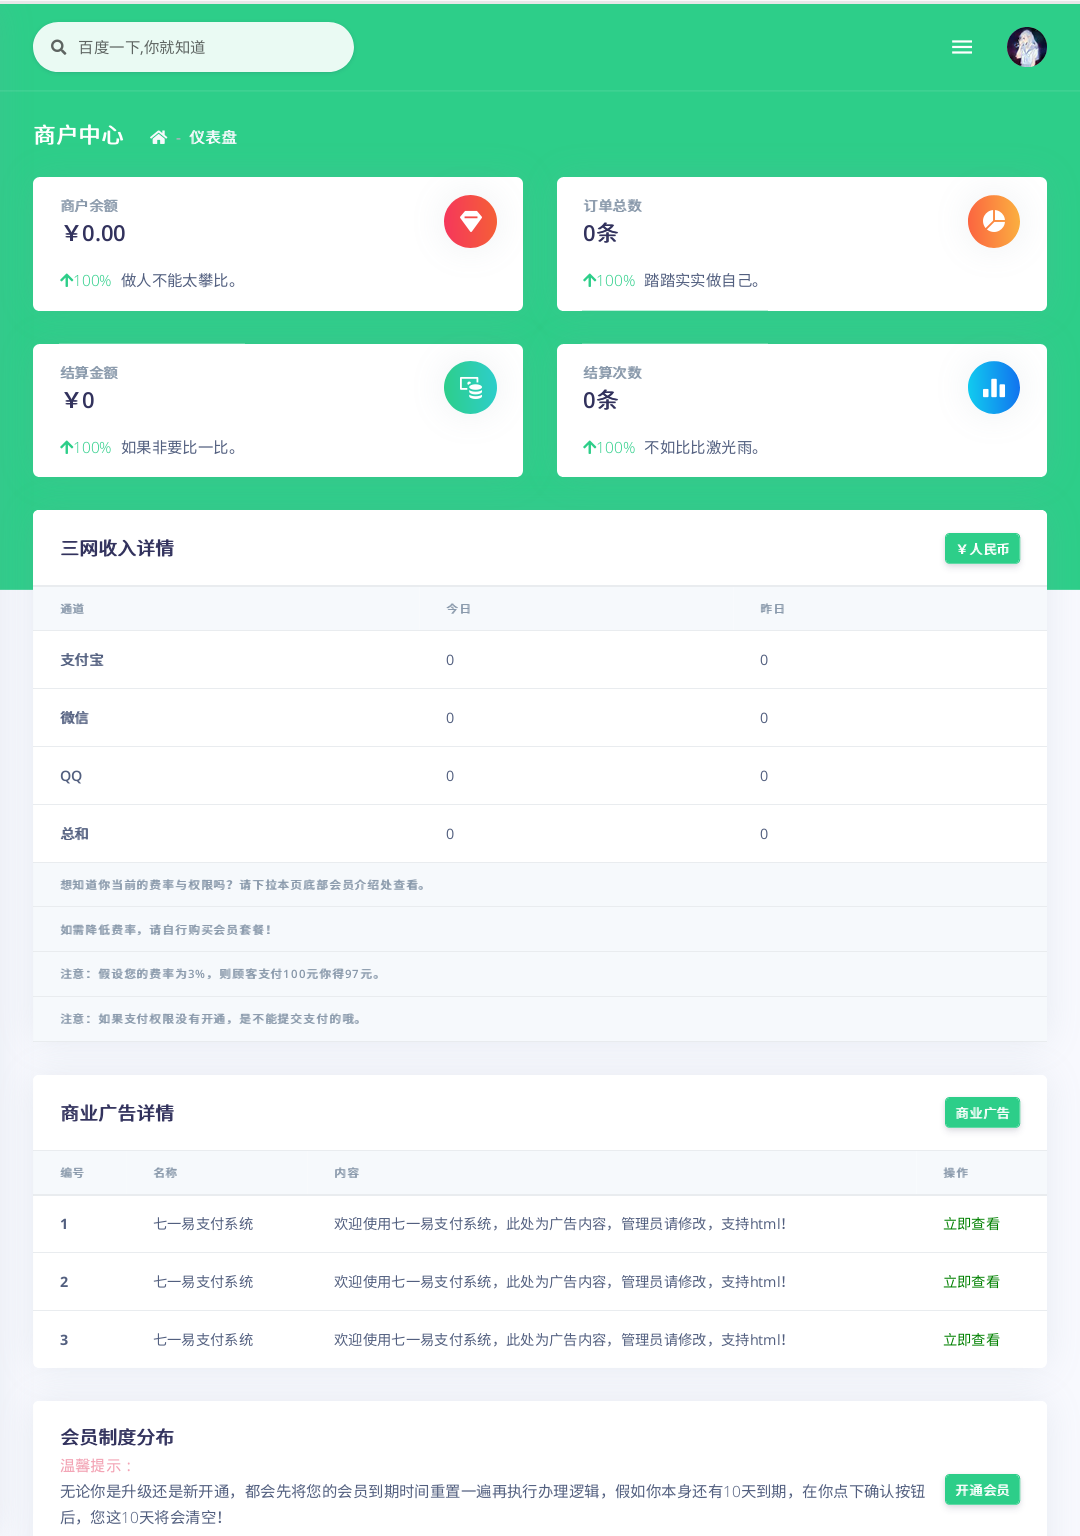 百度一下,你就知道
商户中心 - 仪表盘
商户余额
￥0.00
100% 做人不能太攀比。
订单总数
0条
100% 踏踏实实做自己。
结算金额
￥0
100% 如果非要比一比。
结算次数
0条
100% 不如比比激光雨。
三网收入详情
￥人民币
通道 今日 昨日
支付宝 0 0
微信 0 0
QQ 0 0
总和 0 0
想知道你当前的费率与权限吗？请下拉本页底部会员介绍处查看。
如需降低费率，请自行购买会员套餐！
注意：假设您的费率为3%，则顾客支付100元你得97元。
注意：如果支付权限没有开通，是不能提交支付的哦。
商业广告详情
商业广告
编号 名称 内容 操作
1 七一易支付系统 欢迎使用七一易支付系统，此处为广告内容，管理员请修改，支持html！ 立即查看
2 七一易支付系统 欢迎使用七一易支付系统，此处为广告内容，管理员请修改，支持html！ 立即查看
3 七一易支付系统 欢迎使用七一易支付系统，此处为广告内容，管理员请修改，支持html！ 立即查看
会员制度分布
温馨提示：
无论你是升级还是新开通，都会先将您的会员到期时间重置一遍再执行办理逻辑，假如你本身还有10天到期，在你点下确认按钮
后，您这10天将会清空！
开通会员